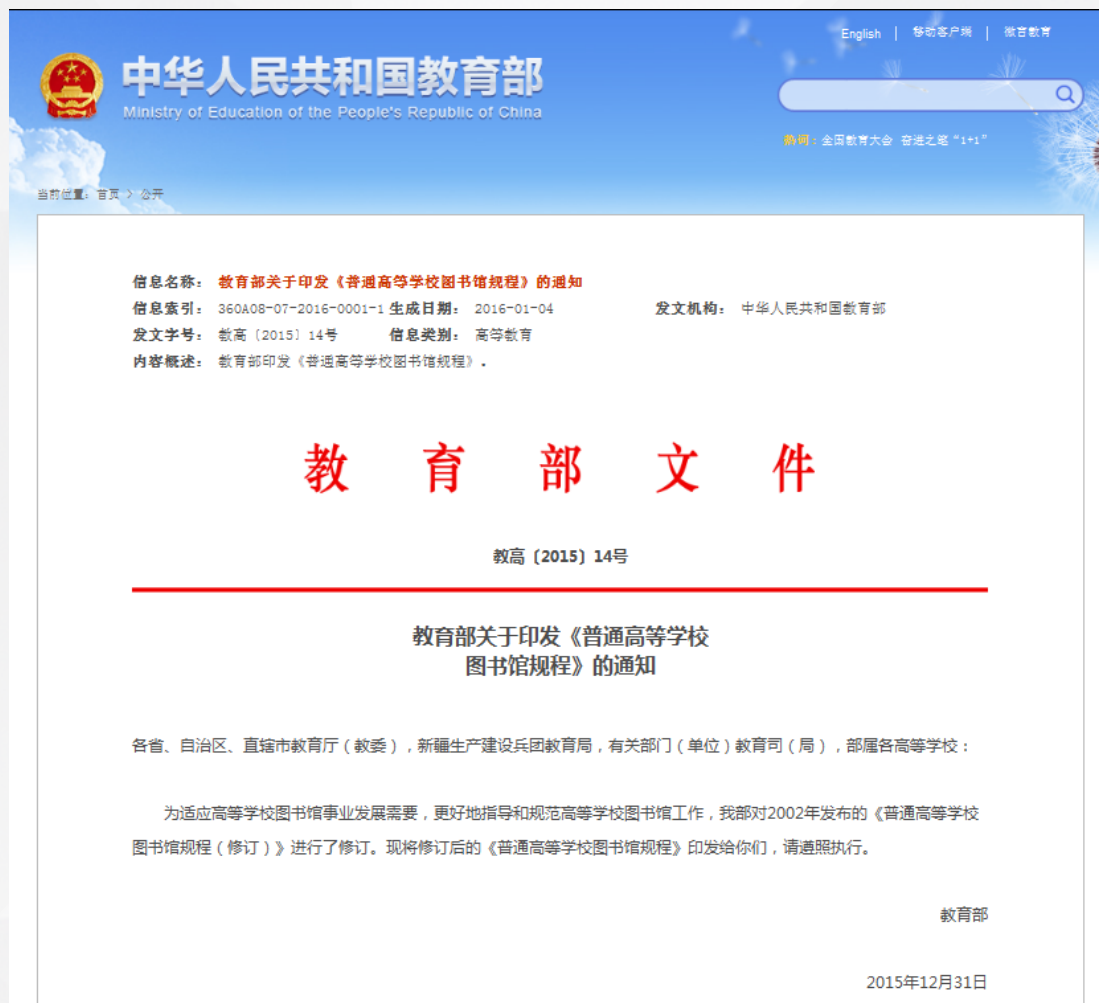 English | 移动客户端 | 微言教育
中华人民共和国教育部
Ministry of Education of the People's Republic of China
热词：全国教育大会 奋进之笔“1+1”
当前位置：首页 > 公开
信息名称： 教育部关于印发《普通高等学校图书馆规程》的通知
信息索引： 360A08-07-2016-0001-1 生成日期： 2016-01-04 发文机构： 中华人民共和国教育部
发文字号： 教高〔2015〕14号 信息类别： 高等教育
内容概述： 教育部印发《普通高等学校图书馆规程》。
教育部文件
教高〔2015〕14号
教育部关于印发《普通高等学校
图书馆规程》的通知
各省、自治区、直辖市教育厅（教委），新疆生产建设兵团教育局，有关部门（单位）教育司（局），部属各高等学校：
为适应高等学校图书馆事业发展需要，更好地指导和规范高等学校图书馆工作，我部对2002年发布的《普通高等学校
图书馆规程（修订）》进行了修订。现将修订后的《普通高等学校图书馆规程》印发给你们，请遵照执行。
教育部
2015年12月31日